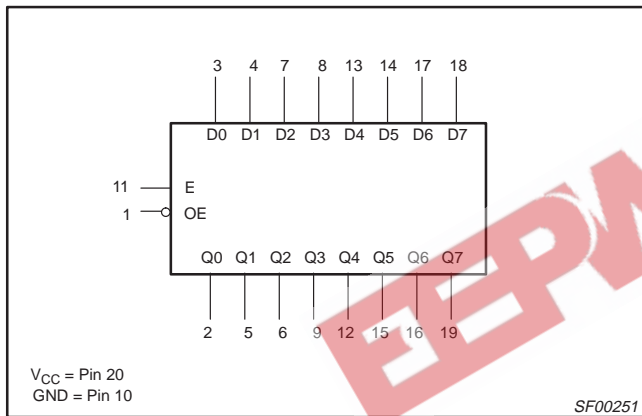 3 4 7 8 13 14 17 18
D0 D1 D2 D3 D4 D5 D6 D7
11 E
1 OE
Q0 Q1 Q2 Q3 Q4 Q5 Q6 Q7
2 5 6 9 12 15 16 19
VCC = Pin 20
GND = Pin 10
SF00251
EEPW